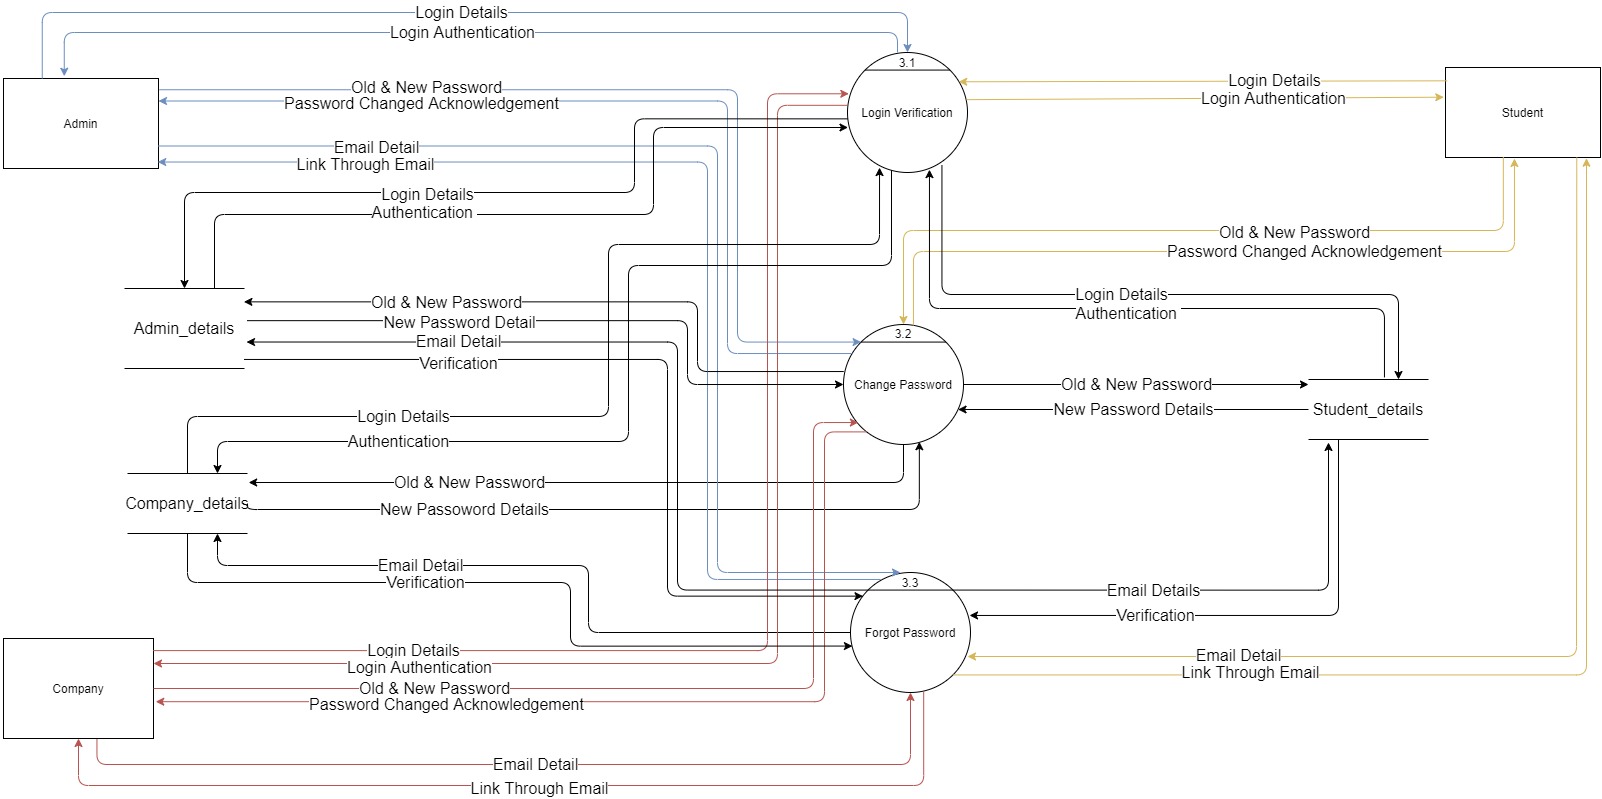 Login Details
Login Authentication
3.1
Login Verification
Admin
Old & New Password
Password Changed Acknowledgement
Email Detail
Link Through Email
Login Details
Login Authentication
Student
Login Details
Authentication
Old & New Password
Password Changed Acknowledgement
Login Details
Authentication
Admin_details
Old & New Password
New Password Detail
Email Detail
Verification
3.2
Change Password
Old & New Password
New Password Details
Student_details
Login Details
Authentication
Company_details
Old & New Password
New Passoword Details
Email Detail
Verification
3.3
Forgot Password
Email Details
Verification
Email Detail
Link Through Email
Company
Login Details
Login Authentication
Old & New Password
Password Changed Acknowledgement
Email Detail
Link Through Email